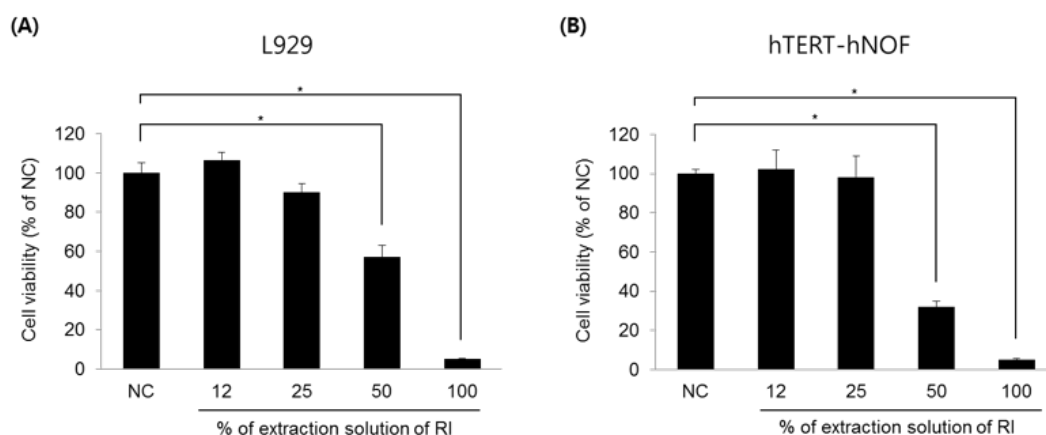 (A)
L929
*
*
Cell viability (% of NC)
120
100
80
60
40
20
0
NC 12 25 50 100
% of extraction solution of RI
(B)
hTERT-hNOF
*
*
Cell viability (% of NC)
120
100
80
60
40
20
0
NC 12 25 50 100
% of extraction solution of RI